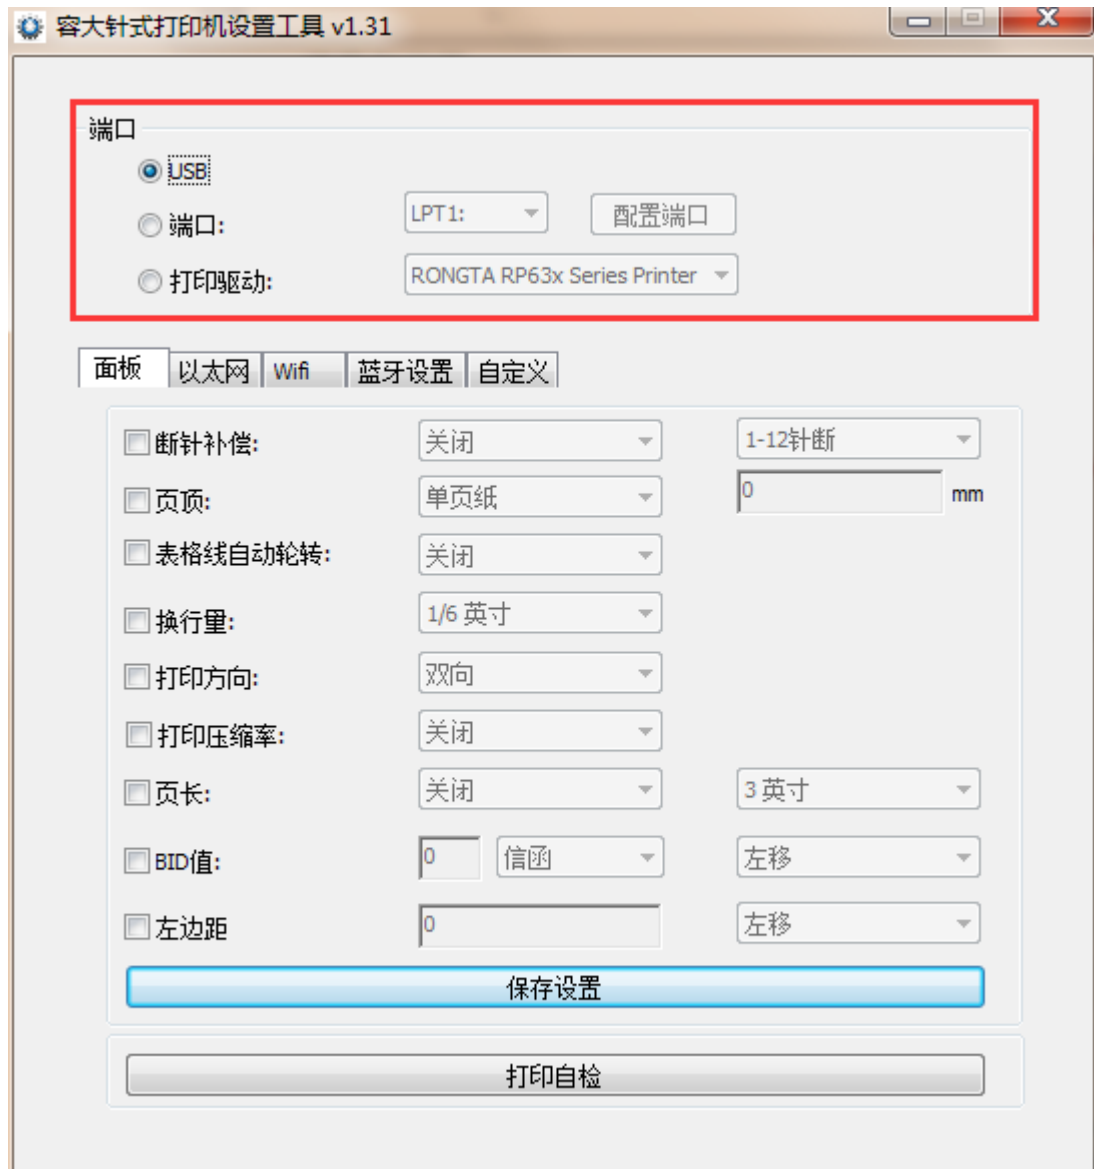 容大针式打印机设置工具 v1.31
端口
USB
端口: LPT1: 配置端口
打印驱动: RONGTA RP63x Series Printer
面板 以太网 Wifi 蓝牙设置 自定义
断针补偿: 关闭 1-12针断
页顶: 单页纸 0 mm
表格线自动轮转: 关闭
换行量: 1/6 英寸
打印方向: 双向
打印压缩率: 关闭
页长: 关闭 3 英寸
BID值: 0 信函 左移
左边距 0 左移
保存设置
打印自检